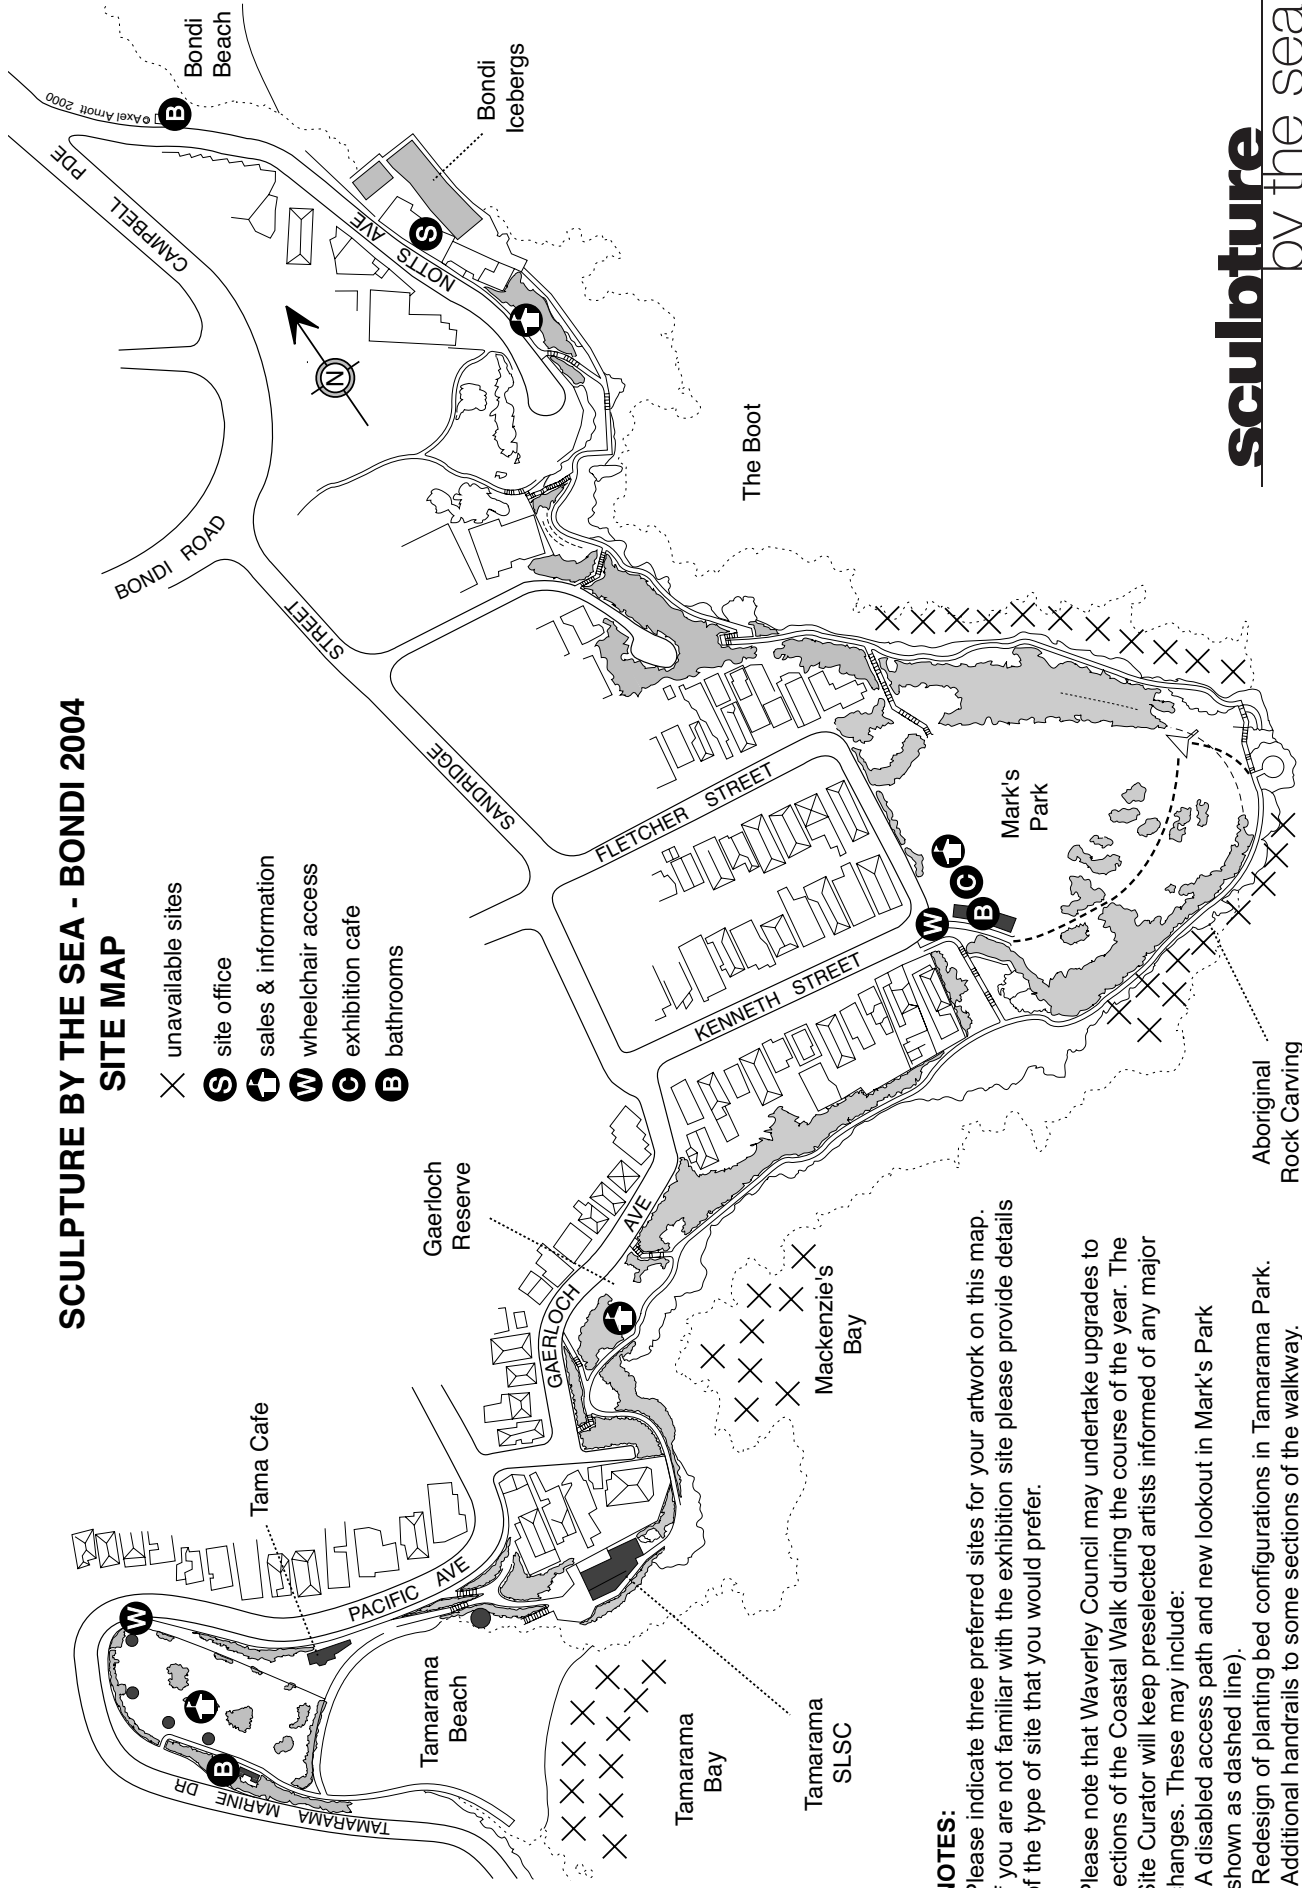 SCULPTURE BY THE SEA - BONDI 2004
SITE MAP
unavailable sites
S site office
sales & information
W wheelchair access
C exhibition cafe
B bathrooms
Tama Cafe
Gaerloch
Reserve
BONDI ROAD
CAMPBELL PDE
©Axel Arnott 2000
B
Bondi
Beach
NOTTS AVE
S
Bondi
Icebergs
N
SANDRIDGE STREET
FLETCHER STREET
KENNETH STREET
GAERLOCH AVE
PACIFIC AVE
TAMARAMA MARINE DR
W
B
Tamarama
Beach
Tamarama
Bay
Tamarama
SLSC
Mackenzie's
Bay
W
B
C
Mark's
Park
The Boot
Aboriginal
Rock Carving
NOTES:
Please indicate three preferred sites for your artwork on this map.
you are not familiar with the exhibition site please provide details
of the type of site that you would prefer.
Please note that Waverley Council may undertake upgrades to
ections of the Coastal Walk during the course of the year. The
Site Curator will keep preselected artists informed of any major
hanges. These may include:
A disabled access path and new lookout in Mark's Park
shown as dashed line).
Redesign of planting bed configurations in Tamarama Park.
Additional handrails to some sections of the walkway.
sculpture
by the sea